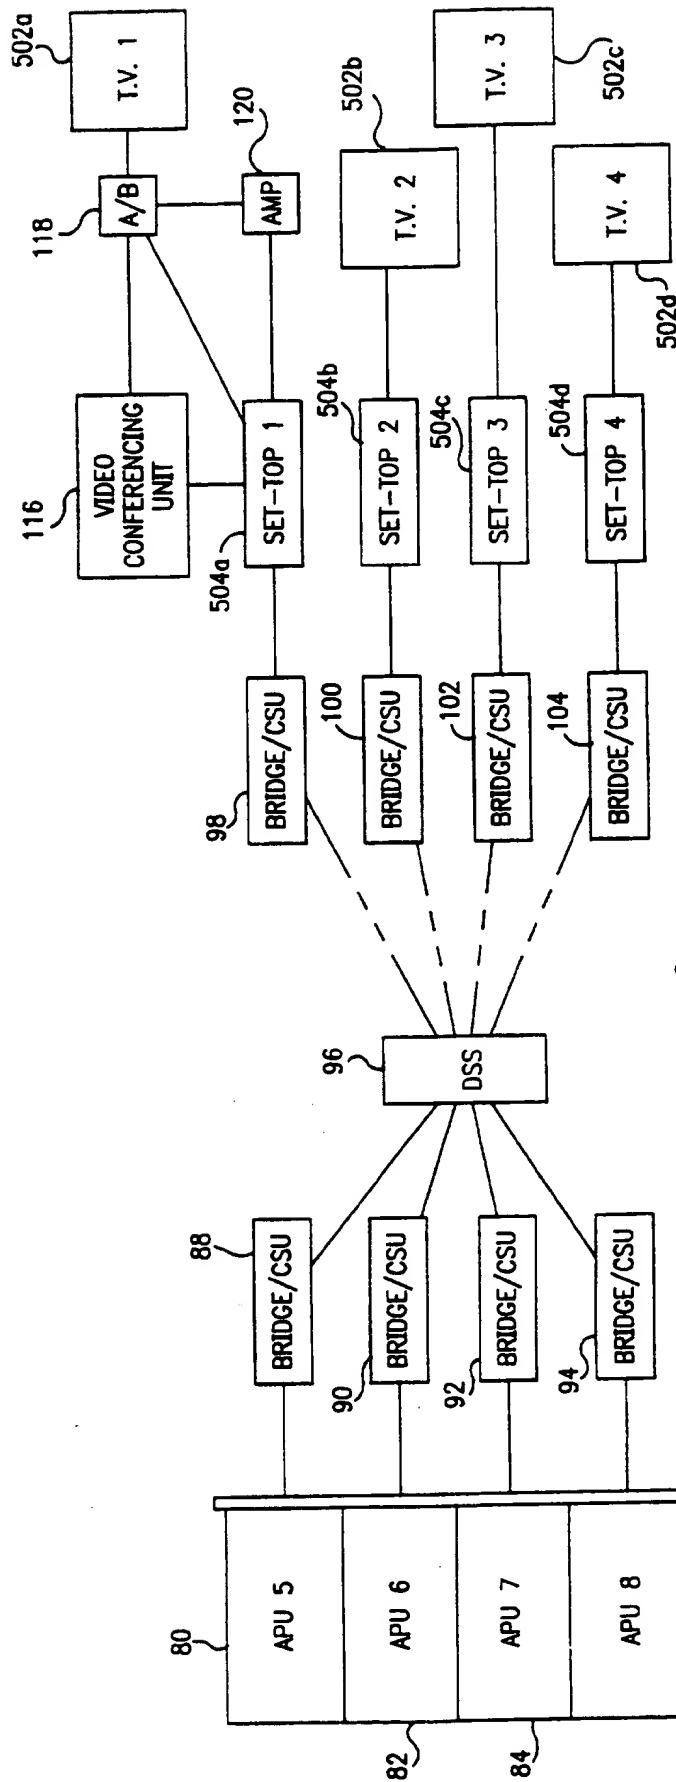 80
APU 5
82
APU 6
84
APU 7
APU 8
88
BRIDGE/CSU
90
BRIDGE/CSU
92
BRIDGE/CSU
94
BRIDGE/CSU
96
DSS
98
BRIDGE/CSU
100
BRIDGE/CSU
102
BRIDGE/CSU
104
BRIDGE/CSU
116
VIDEO
CONFERENCING
UNIT
504a
SET-TOP 1
504b
SET-TOP 2
504c
SET-TOP 3
504d
SET-TOP 4
118
A/B
120
AMP
502a
T.V. 1
502b
T.V. 2
502c
T.V. 3
502d
T.V. 4